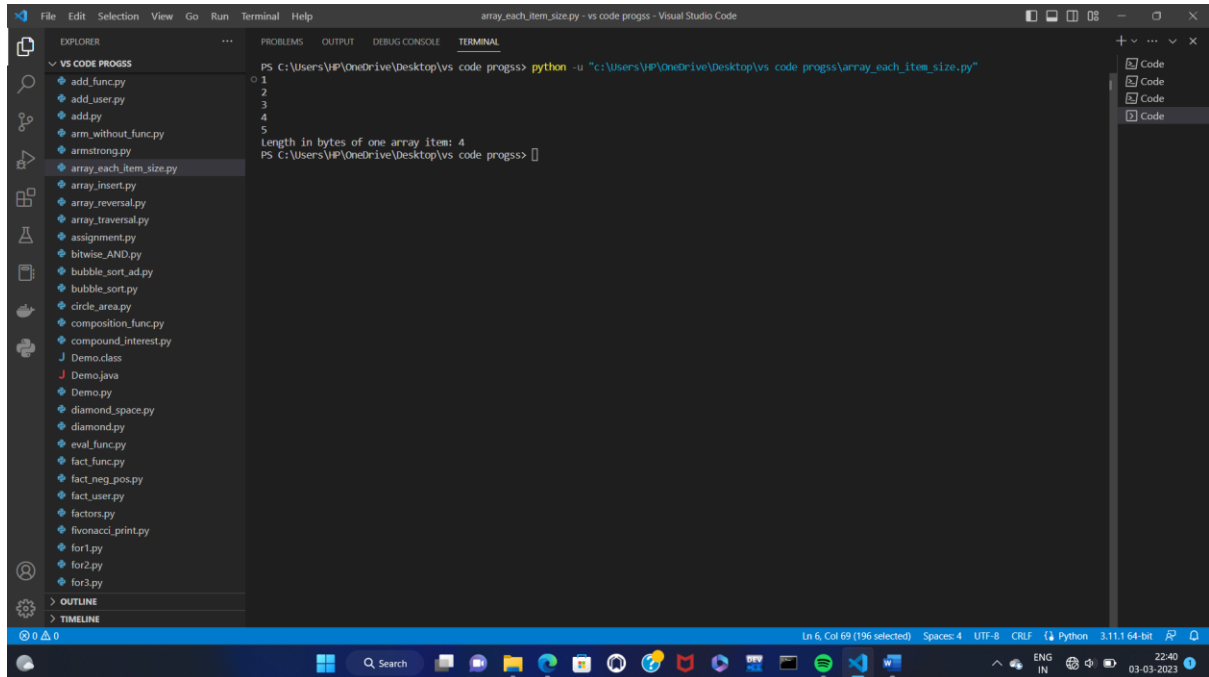 File Edit Selection View Go Run Terminal Help
array_each_item_size.py - vs code progss - Visual Studio Code
EXPLORER
VS CODE PROGSS
add_func.py
add_user.py
add.py
arm_without_func.py
armstrong.py
array_each_item_size.py
array_insert.py
array_reversal.py
array_traversal.py
assignment.py
bitwise_AND.py
bubble_sort_ad.py
bubble_sort.py
circle_area.py
composition_func.py
compound_interest.py
Demo.class
Demo.java
Demo.py
diamond_space.py
diamond.py
eval_func.py
fact_func.py
fact_neg_pos.py
fact_user.py
factors.py
fivonacci_print.py
for1.py
for2.py
for3.py
OUTLINE
TIMELINE
PROBLEMS OUTPUT DEBUG CONSOLE TERMINAL
PS C:\Users\HP\OneDrive\Desktop\vs code progss> python -u "c:\Users\HP\OneDrive\Desktop\vs code progss\array_each_item_size.py"
1
2
3
4
5
Length in bytes of one array item: 4
PS C:\Users\HP\OneDrive\Desktop\vs code progss>
Code
Code
Code
Code
0 0
Ln 6, Col 69 (196 selected) Spaces: 4 UTF-8 CRLF Python 3.11.1 64-bit
Search
DEV
W
ENG
IN
22:40
03-03-2023
1